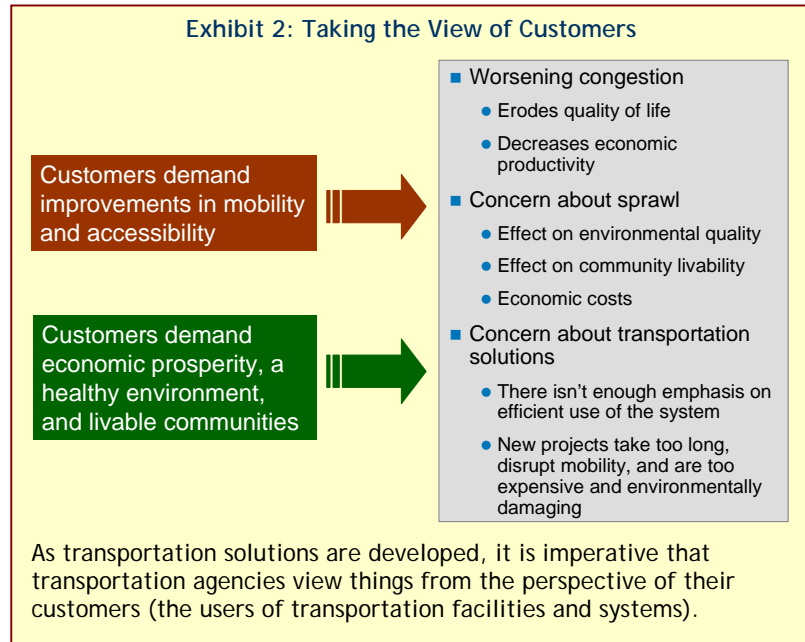 Exhibit 2: Taking the View of Customers
Customers demand
improvements in mobility
and accessibility
Customers demand
economic prosperity, a
healthy environment,
and livable communities
Worsening congestion
Erodes quality of life
Decreases economic
productivity
Concern about sprawl
Effect on environmental quality
Effect on community livability
Economic costs
Concern about transportation
solutions
There isn't enough emphasis on
efficient use of the system
New projects take too long,
disrupt mobility, and are too
expensive and environmentally
damaging
As transportation solutions are developed, it is imperative that
transportation agencies view things from the perspective of their
customers (the users of transportation facilities and systems).